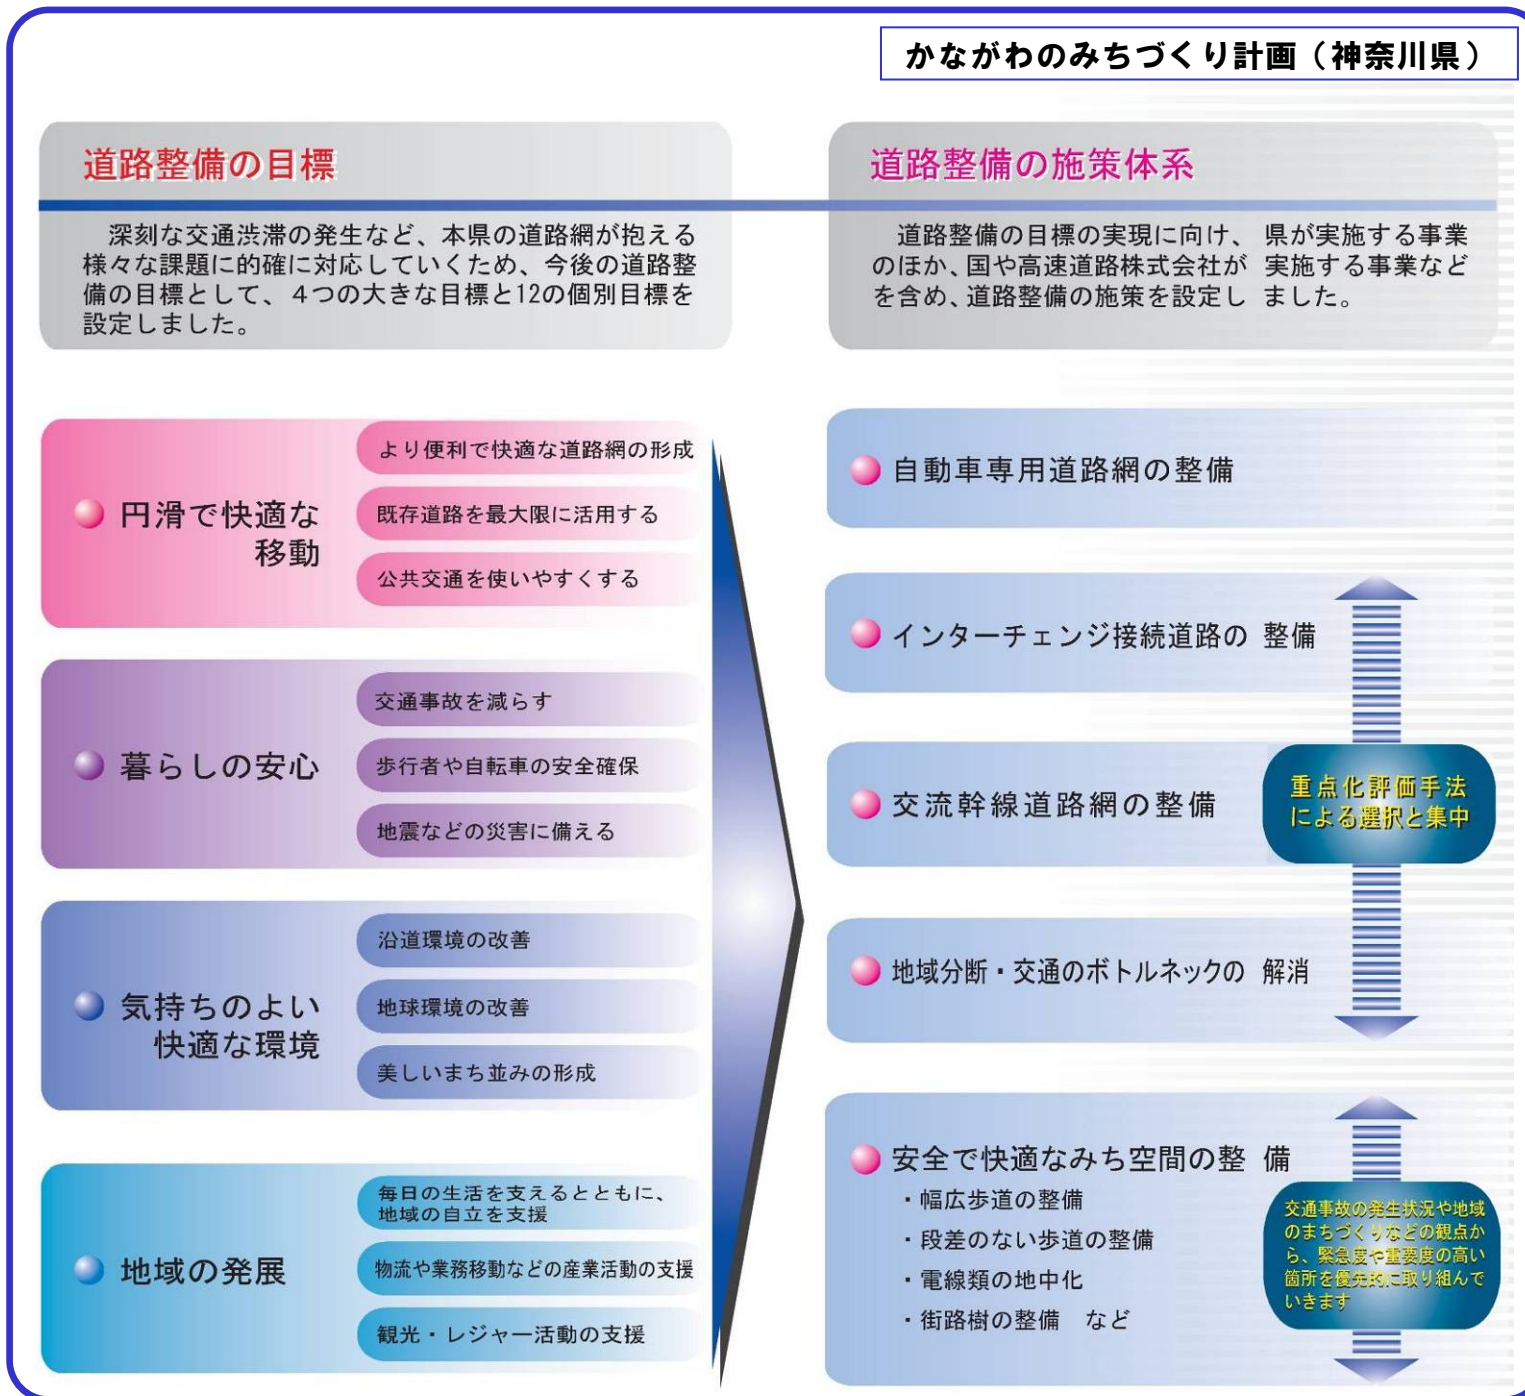 かながわのみちづくり計画（神奈川県）
道路整備の目標
深刻な交通渋滞の発生など、本県の道路網が抱える
様々な課題に的確に対応していくため、今後の道路整
備の目標として、４つの大きな目標と12の個別目標を
設定しました。
円滑で快適な
移動
より便利で快適な道路網の形成
既存道路を最大限に活用する
公共交通を使いやすくする
暮らしの安心
交通事故を減らす
歩行者や自転車の安全確保
地震などの災害に備える
気持ちのよい
快適な環境
沿道環境の改善
地球環境の改善
美しいまち並みの形成
地域の発展
毎日の生活を支えるとともに、
地域の自立を支援
物流や業務移動などの産業活動の支援
観光・レジャー活動の支援
道路整備の施策体系
道路整備の目標の実現に向け、 県が実施する事業
のほか、国や高速道路株式会社が 実施する事業など
を含め、道路整備の施策を設定し ました。
自動車専用道路網の整備
インターチェンジ接続道路の 整備
交流幹線道路網の整備
地域分断・交通のボトルネックの 解消
重点化評価手法
による選択と集中
安全で快適なみち空間の整 備
・幅広歩道の整備
・段差のない歩道の整備
・電線類の地中化
・街路樹の整備 など
交通事故の発生状況や地域
のまちづくりなどの観点か
ら、緊急度や重要度の高い
箇所を優先的に取り組んで
いきます